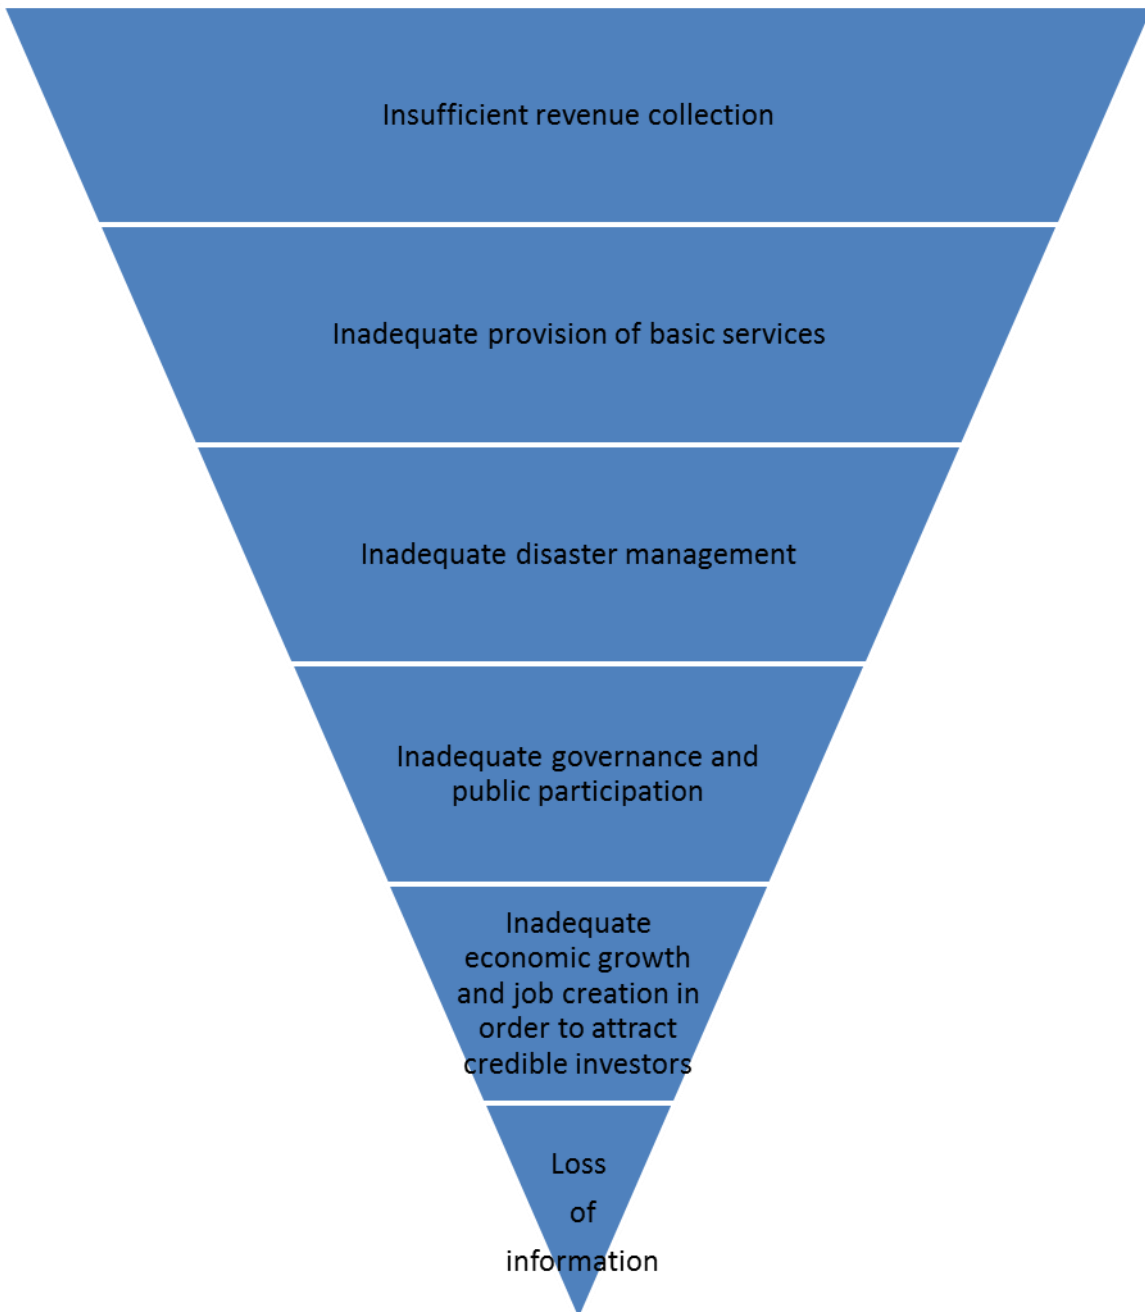 Insufficient revenue collection
Inadequate provision of basic services
Inadequate disaster management
Inadequate governance and
public participation
Inadequate
economic growth
and job creation in
order to attract
credible investors
Loss
of
information